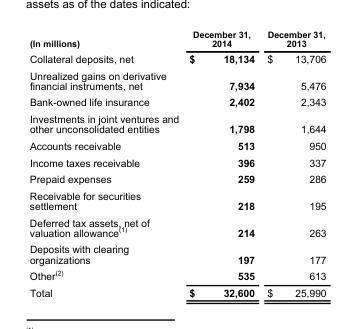 assets as of the dates indicated:
December 31, December 31,
(In millions) 2014 2013
Collateral deposits, net $ 18,134 $ 13,706
Unrealized gains on derivative
financial instruments, net 7,934 5,476
Bank-owned life insurance 2,402 2,343
Investments in joint ventures and
other unconsolidated entities 1,798 1,644
Accounts receivable 513 950
Income taxes receivable 396 337
Prepaid expenses 259 286
Receivable for securities
settlement 218 195
Deferred tax assets, net of
valuation allowance(1) 214 263
Deposits with clearing
organizations 197 177
Other(2) 535 613
Total $ 32,600 $ 25,990